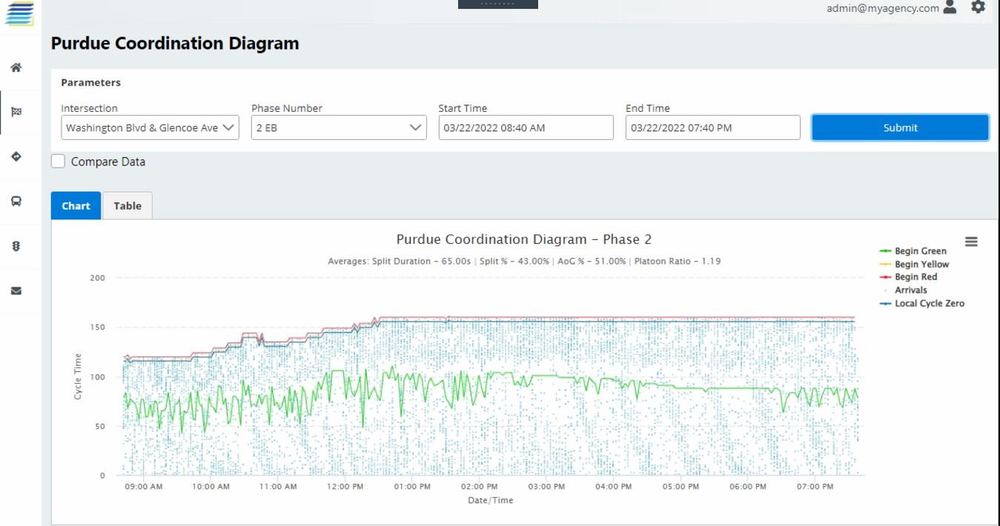 admin@myagency.com
Purdue Coordination Diagram
Parameters
Intersection Phase Number Start Time End Time
Washington Blvd & Glencoe Ave 2 EB 03/22/2022 08:40 AM 03/22/2022 07:40 PM Submit
Compare Data
Chart Table
Purdue Coordination Diagram – Phase 2
Averages: Split Duration – 65.00s | Split % – 43.00% | AoG % – 51.00% | Platoon Ratio – 1.19
Begin Green
Begin Yellow
Begin Red
Arrivals
Local Cycle Zero
200
150
100
50
0
Cycle Time
09:00 AM 10:00 AM 11:00 AM 12:00 PM 01:00 PM 02:00 PM 03:00 PM 04:00 PM 05:00 PM 06:00 PM 07:00 PM
Date/Time